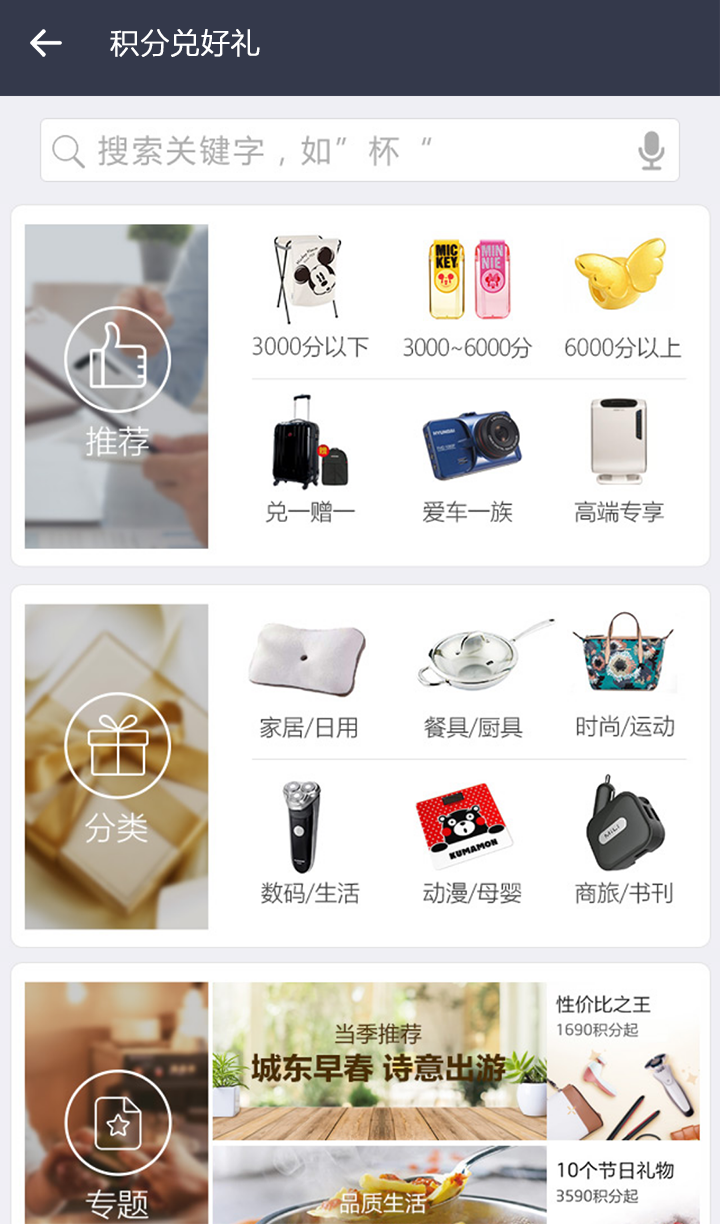 积分兑好礼
搜索关键字，如”杯“
MIC
KEY
MIN
NIE
3000分以下
3000~6000分
6000分以上
推荐
HYUNDAI
兑一赠一
爱车一族
高端专享
家居/日用
餐具/厨具
时尚/运动
分类
KUMAMON
MiLi
数码/生活
动漫/母婴
商旅/书刊
当季推荐
城东早春 诗意出游
性价比之王
1690积分起
专题
品质生活
10个节日礼物
3590积分起